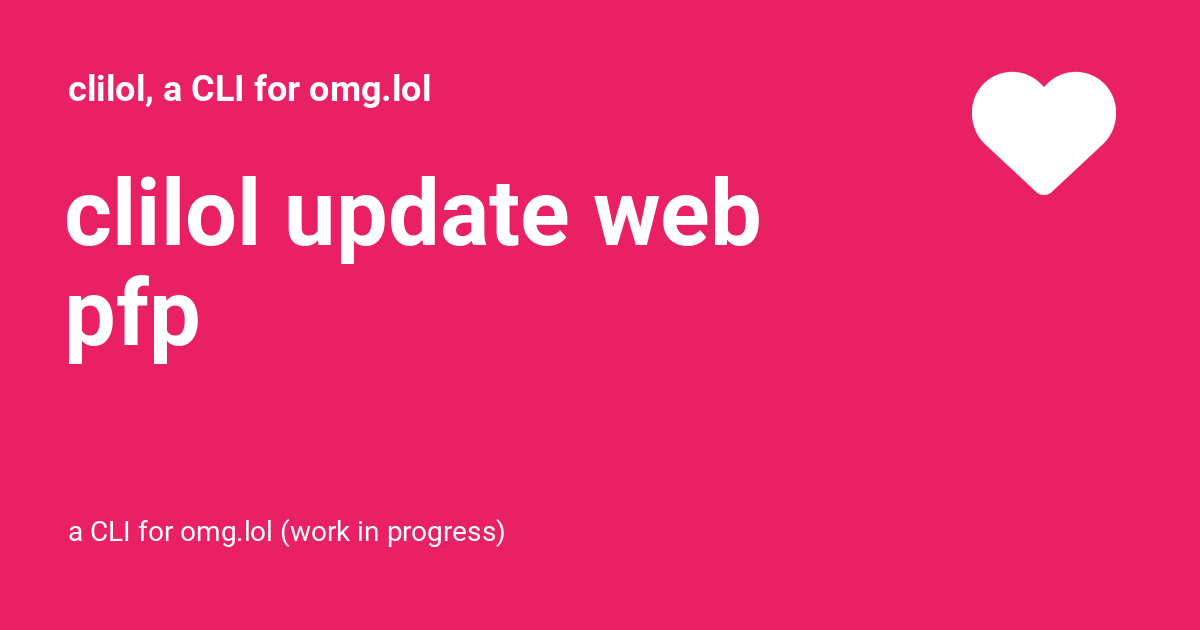 clilol, a CLI for omg.lol
clilol update web
pfp
a CLI for omg.lol (work in progress)